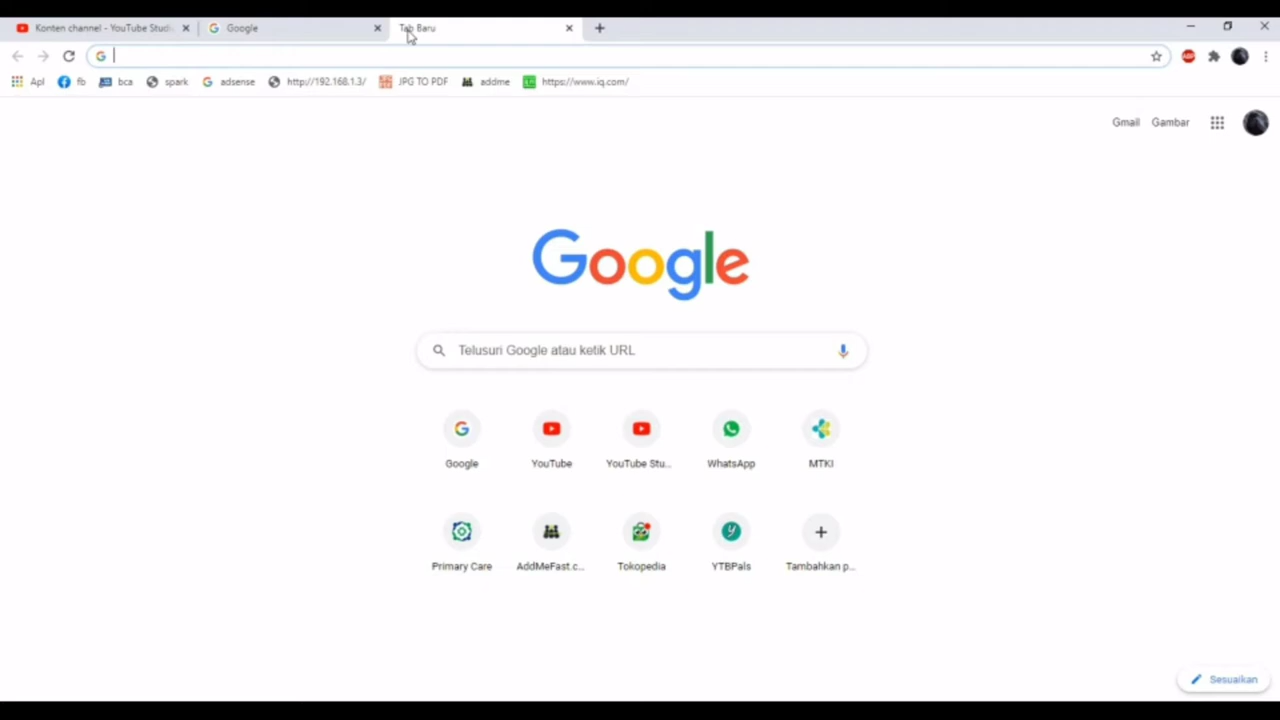 Konten channel - YouTube Studi
Google
Tab Baru
Apl
fb
bca
spark
adsense
http://192.168.1.3/
JPG TO PDF
addme
https://www.iq.com/
Gmail
Gambar
Google
Telusuri Google atau ketik URL
Google
YouTube
YouTube Stu...
WhatsApp
MTKI
Primary Care
AddMeFast.c...
Tokopedia
YTBPals
Tambahkan p...
Sesuaikan